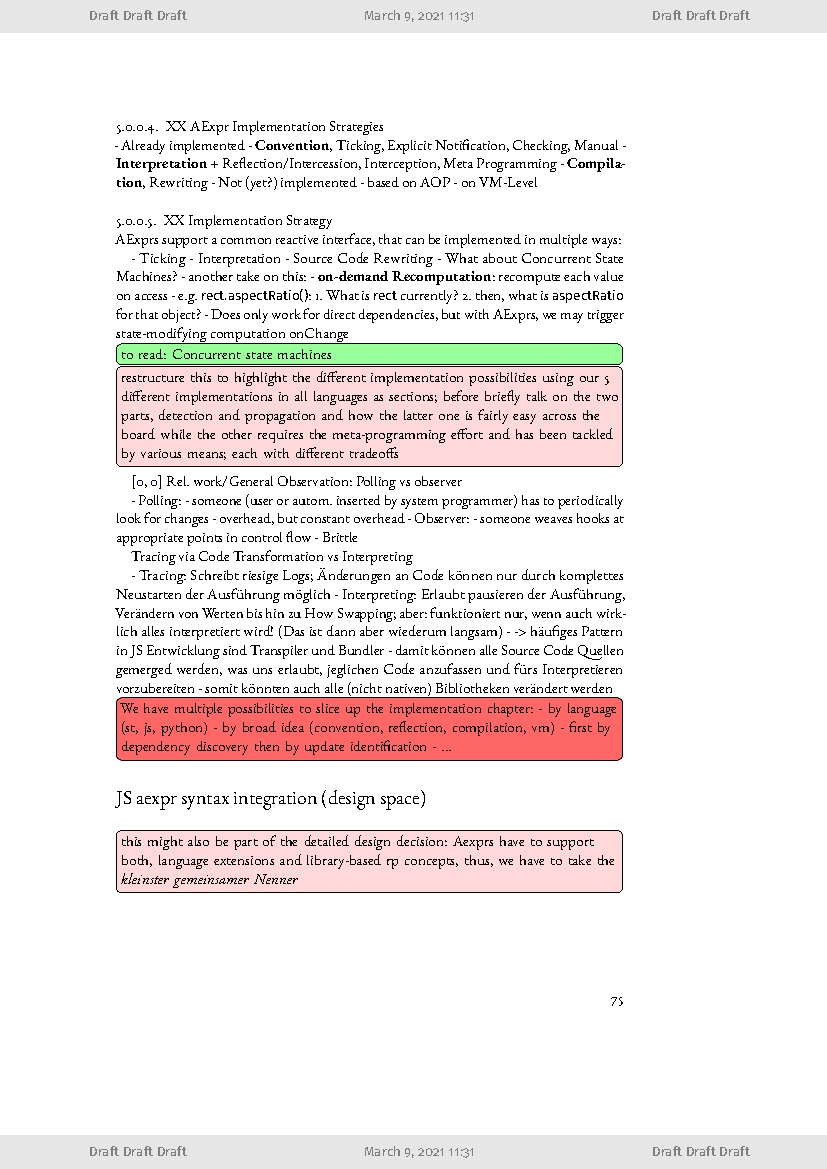 Draft Draft Draft March 9, 2021 11:31 Draft Draft Draft
5.0.0.4. XX AExpr Implementation Strategies
- Already implemented - Convention, Ticking, Explicit Notification, Checking, Manual -
Interpretation + Reflection/Intercession, Interception, Meta Programming - Compila-
tion, Rewriting - Not (yet?) implemented - based on AOP - on VM-Level
5.0.0.5. XX Implementation Strategy
AExprs support a common reactive interface, that can be implemented in multiple ways:
- Ticking - Interpretation - Source Code Rewriting - What about Concurrent State
Machines? - another take on this: - on-demand Recomputation: recompute each value
on access - e.g. rect.aspectRatio(): 1. What is rect currently? 2. then, what is aspectRatio
for that object? - Does only work for direct dependencies, but with AExprs, we may trigger
state-modifying computation onChange
to read: Concurrent state machines
restructure this to highlight the different implementation possibilities using our 5
different implementations in all languages as sections; before briefly talk on the two
parts, detection and propagation and how the latter one is fairly easy across the
board while the other requires the meta-programming effort and has been tackled
by various means; each with different tradeoffs
[0, 0] Rel. work/General Observation: Polling vs observer
- Polling: - someone (user or autom. inserted by system programmer) has to periodically
look for changes - overhead, but constant overhead - Observer: - someone weaves hooks at
appropriate points in control flow - Brittle
Tracing via Code Transformation vs Interpreting
- Tracing: Schreibt riesige Logs; Änderungen an Code können nur durch komplettes
Neustarten der Ausführung möglich - Interpreting: Erlaubt pausieren der Ausführung,
Verändern von Werten bis hin zu How Swapping; aber: funktioniert nur, wenn auch wirk-
lich alles interpretiert wird! (Das ist dann aber wiederum langsam) - -> häufiges Pattern
in JS Entwicklung sind Transpiler und Bundler - damit können alle Source Code Quellen
gemerged werden, was uns erlaubt, jeglichen Code anzufassen und fürs Interpretieren
vorzubereiten - somit könnten auch alle (nicht nativen) Bibliotheken verändert werden
We have multiple possibilities to slice up the implementation chapter: - by language
(st, js, python) - by broad idea (convention, reflection, compilation, vm) - first by
dependency discovery then by update identification - ...
JS aexpr syntax integration (design space)
this might also be part of the detailed design decision: Aexprs have to support
both, language extensions and library-based rp concepts, thus, we have to take the
kleinster gemeinsamer Nenner
75
Draft Draft Draft March 9, 2021 11:31 Draft Draft Draft